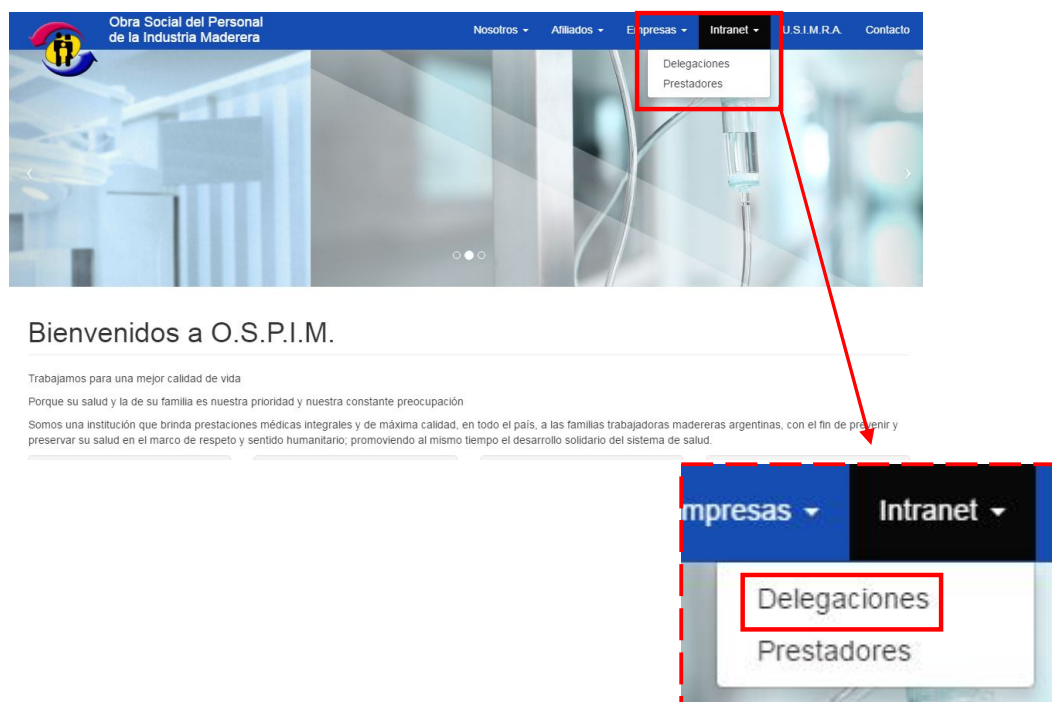 Obra Social del Personal
de la Industria Maderera
Nosotros Afiliados Empresas Intranet U.S.I.M.R.A. Contacto
Delegaciones
Prestadores
Bienvenidos a O.S.P.I.M.
Trabajamos para una mejor calidad de vida
Porque su salud y la de su familia es nuestra prioridad y nuestra constante preocupación
Somos una institución que brinda prestaciones médicas integrales y de máxima calidad, en todo el país, a las familias trabajadoras madereras argentinas, con el fin de prevenir y
preservar su salud en el marco de respeto y sentido humanitario; promoviendo al mismo tiempo el desarrollo solidario del sistema de salud.
mpresas Intranet
Delegaciones
Prestadores